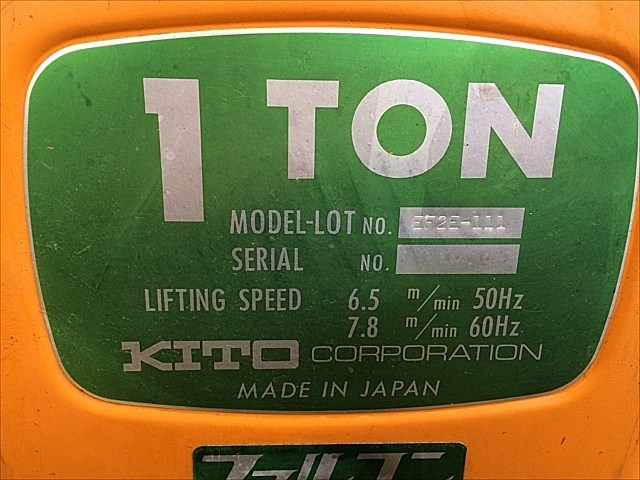 1 TON
MODEL-LOT NO. EF2E-111
SERIAL NO.
LIFTING SPEED 6.5 m/min 50Hz
7.8 m/min 60Hz
KITO CORPORATION
MADE IN JAPAN